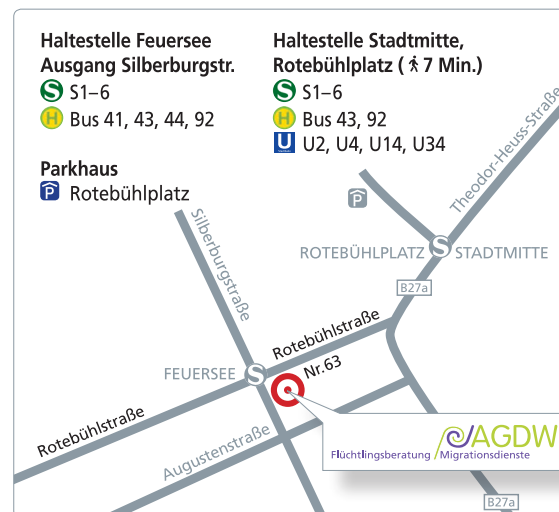 Haltestelle Feuersee
Ausgang Silberburgstr.
S S1–6
H Bus 41, 43, 44, 92
Parkhaus
P Rotebühlplatz
Haltestelle Stadtmitte,
Rotebühlplatz ( 7 Min.)
S S1–6
H Bus 43, 92
U U2, U4, U14, U34
Theodor-Heuss-Straße
Silberburgstraße
P
ROTEBÜHLPLATZ S STADTMITTE
B27a
Rotebühlstraße
Nr.63
FEUERSEE S
Rotebühlstraße
Augustenstraße
AGDW
Flüchtlingsberatung / Migrationsdienste
B27a